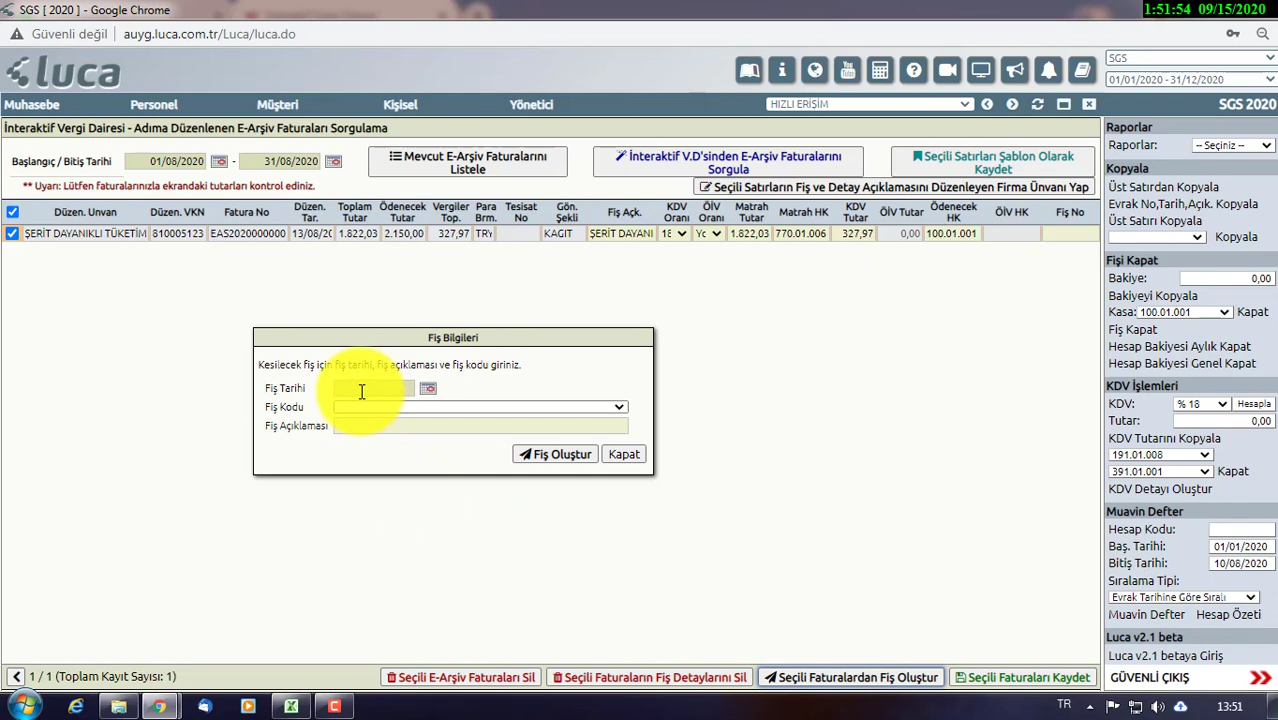 SGS [ 2020 ] - Google Chrome
1:51:54 09/15/2020
Güvenli değil auyg.luca.com.tr/Luca/luca.do
luca
SGS
01/01/2020 - 31/12/2020
Muhasebe Personel Müşteri Kişisel Yönetici HIZLI ERİŞİM SGS 2020
İnteraktif Vergi Dairesi - Adıma Düzenlenen E-Arşiv Faturaları Sorgulama
Başlangıç / Bitiş Tarihi 01/08/2020 - 31/08/2020
Mevcut E-Arşiv Faturalarını Listele
İnteraktif V.D'sinden E-Arşiv Faturalarını Sorgula
Seçili Satırları Şablon Olarak Kaydet
** Uyarı: Lütfen faturalarınızla ekrandaki tutarları kontrol ediniz.
Seçili Satırların Fiş ve Detay Açıklamasını Düzenleyen Firma Ünvanı Yap
Düzen. Unvan Düzen. VKN Fatura No Düzen. Tar. Toplam Tutar Ödenecek Tutar Vergiler Top. Para Brm. Tesisat No Gön. Şekli Fiş Açk. KDV Oranı ÖİV Oranı Matrah Tutar Matrah HK KDV Tutar ÖİV Tutar Ödenecek HK ÖİV HK Fiş No
ŞERİT DAYANIKLI TÜKETİM 810005123 EAS2020000000 13/08/20 1.822,03 2.150,00 327,97 TRY KAGIT ŞERİT DAYANI 18 Yo 1.822,03 770.01.006 327,97 0,00 100.01.001
Fiş Bilgileri
Kesilecek fiş için fiş tarihi, fiş açıklaması ve fiş kodu giriniz.
Fiş Tarihi
Fiş Kodu
Fiş Açıklaması
Fiş Oluştur Kapat
Raporlar
Raporlar: -- Seçiniz --
Kopyala
Üst Satırdan Kopyala
Evrak No,Tarih,Açık. Kopyala
Üst Satırı Kopyala
Kopyala
Fişi Kapat
Bakiye: 0,00
Bakiyeyi Kopyala
Kasa: 100.01.001 Kapat
Fiş Kapat
Hesap Bakiyesi Aylık Kapat
Hesap Bakiyesi Genel Kapat
KDV İşlemleri
KDV: % 18 Hesapla
Tutar: 0,00
KDV Tutarını Kopyala
191.01.008
391.01.001 Kapat
KDV Detayı Oluştur
Muavin Defter
Hesap Kodu:
Baş. Tarihi: 01/01/2020
Bitiş Tarihi: 10/08/2020
Sıralama Tipi:
Evrak Tarihine Göre Sıralı
Muavin Defter Hesap Özeti
Luca v2.1 beta
Luca v2.1 betaya Giriş
GÜVENLİ ÇIKIŞ
1 / 1 (Toplam Kayıt Sayısı: 1)
Seçili E-Arşiv Faturaları Sil
Seçili Faturaların Fiş Detaylarını Sil
Seçili Faturalardan Fiş Oluştur
Seçili Faturaları Kaydet
TR 13:51